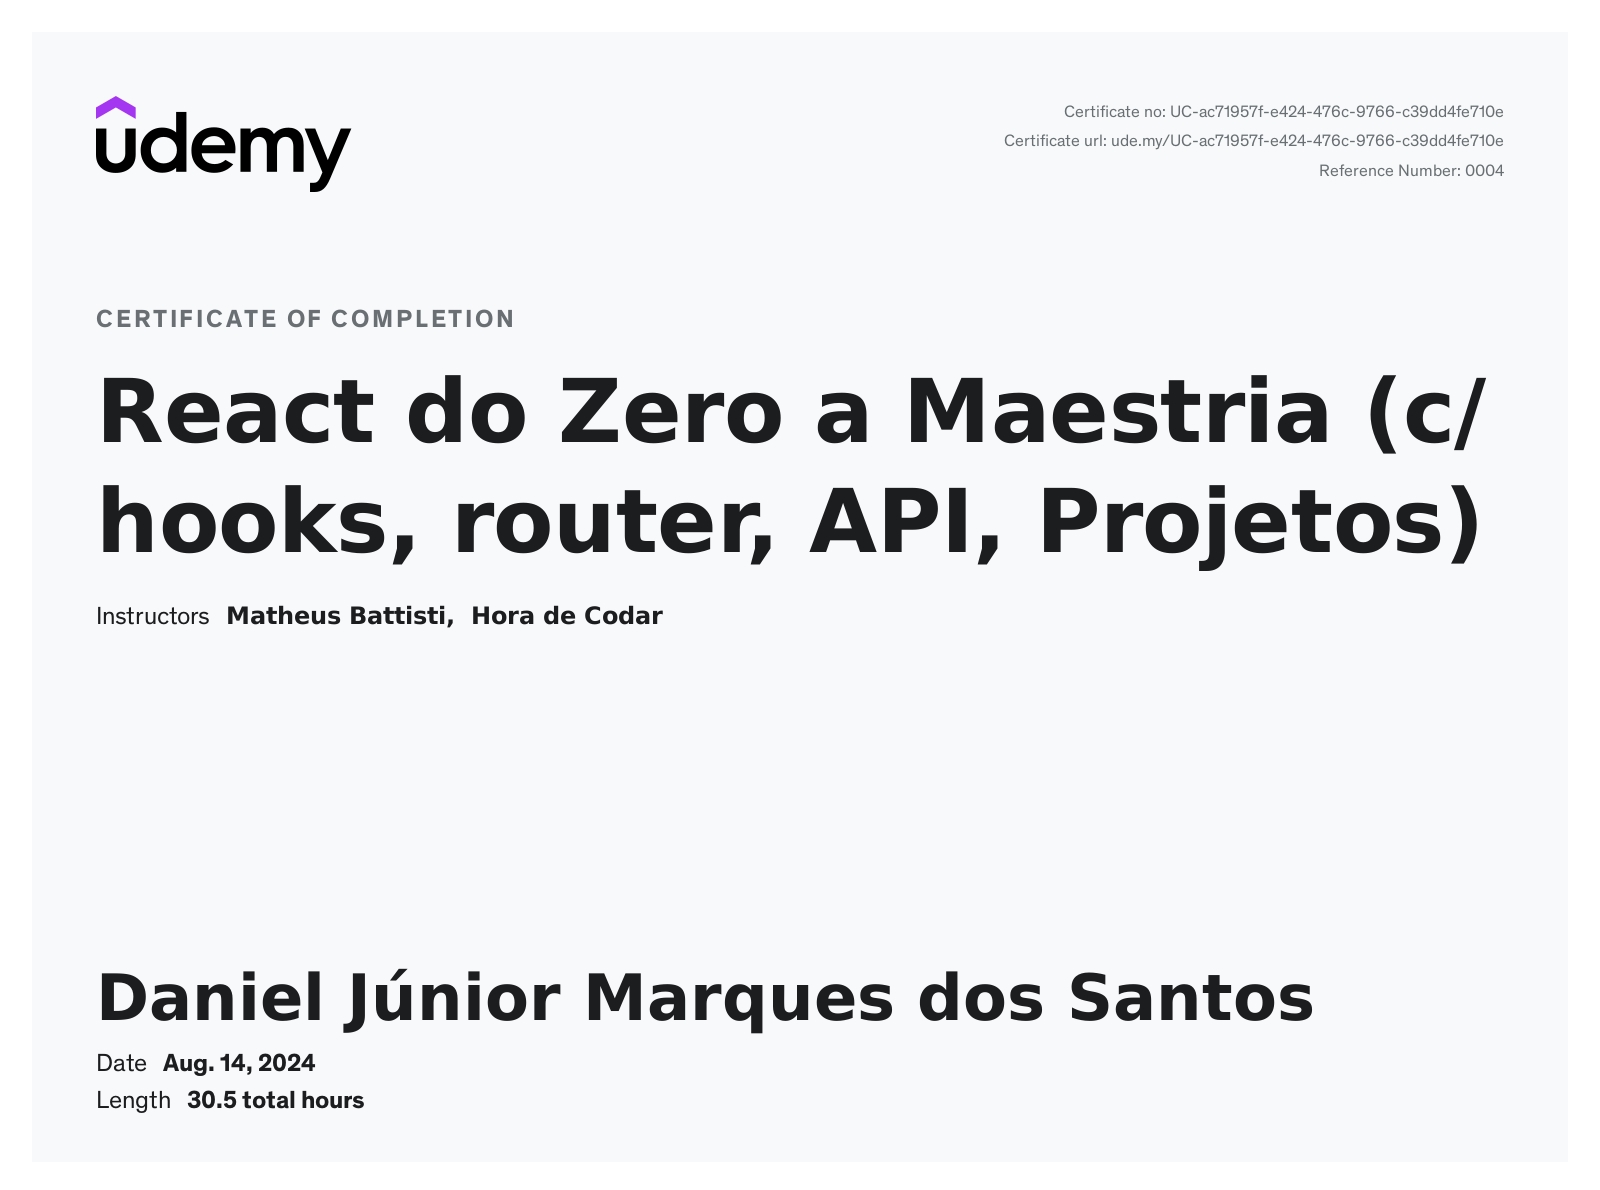 udemy
Certificate no: UC-ac71957f-e424-476c-9766-c39dd4fe710e
Certificate url: ude.my/UC-ac71957f-e424-476c-9766-c39dd4fe710e
Reference Number: 0004
CERTIFICATE OF COMPLETION
React do Zero a Maestria (c/
hooks, router, API, Projetos)
Instructors Matheus Battisti, Hora de Codar
Daniel Júnior Marques dos Santos
Date Aug. 14, 2024
Length 30.5 total hours